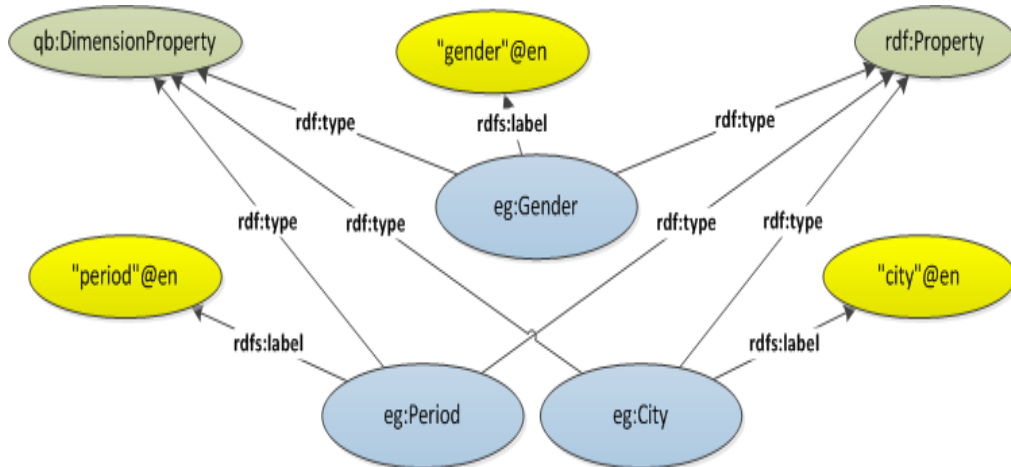 qb:DimensionProperty
"gender"@en
rdf:Property
rdf:type
rdfs:label
rdf:type
eg:Gender
rdf:type
rdf:type
rdf:type
rdf:type
"period"@en
"city"@en
rdfs:label
rdfs:label
eg:Period
eg:City